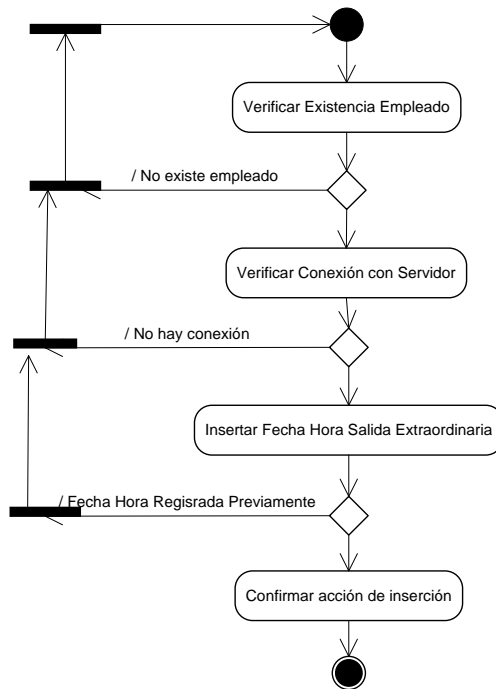 Verificar Existencia Empleado
/ No existe empleado
Verificar Conexión con Servidor
/ No hay conexión
Insertar Fecha Hora Salida Extraordinaria
/ Fecha Hora Regisrada Previamente
Confirmar acción de inserción